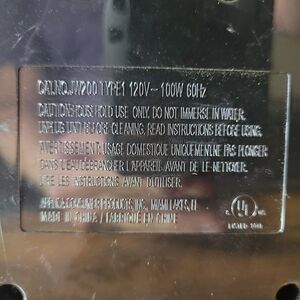 CAT.NO.JW200 TYPE1 120V~ 100W 60Hz
CAUTION:HOUSEHOLD USE ONLY. DO NOT IMMERSE IN WATER.
UNPLUG UNIT BEFORE CLEANING. READ INSTRUCTIONS BEFORE USING.
AVERTISSEMENT: USAGE DOMESTIQUE UNIQUEMENT.NE PAS PLONGER
DANS L'EAU.DÉBRANCHER L'APPAREIL AVANT DE LE NETTOYER.
LIRE LES INSTRUCTIONS AVANT D'UTILISER.
APPLICA CONSUMER PRODUCTS, INC., MIAMI LAKES, FL
MADE IN CHINA / FABRIQUÉ EN CHINE
C UL US
LISTED